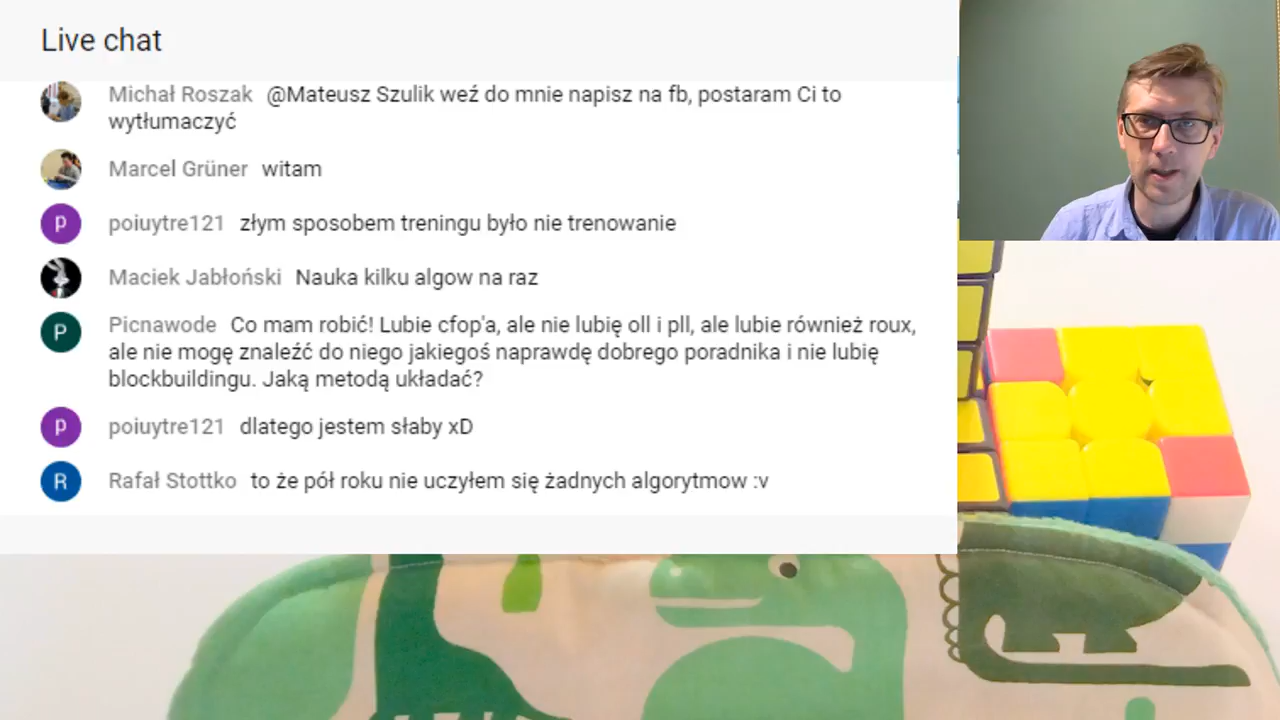 Live chat
Michał Roszak @Mateusz Szulik weź do mnie napisz na fb, postaram Ci to
wytłumaczyć
Marcel Grüner witam
P
poiuytre121 złym sposobem treningu było nie trenowanie
Maciek Jabłoński Nauka kilku algow na raz
P
Picnawode Co mam robić! Lubie cfop'a, ale nie lubię oll i pll, ale lubie również roux,
ale nie mogę znaleźć do niego jakiegoś naprawdę dobrego poradnika i nie lubię
blockbuildingu. Jaką metodą układać?
P
poiuytre121 dlatego jestem słaby xD
R
Rafał Stottko to że pół roku nie uczyłem się żadnych algorytmow :v